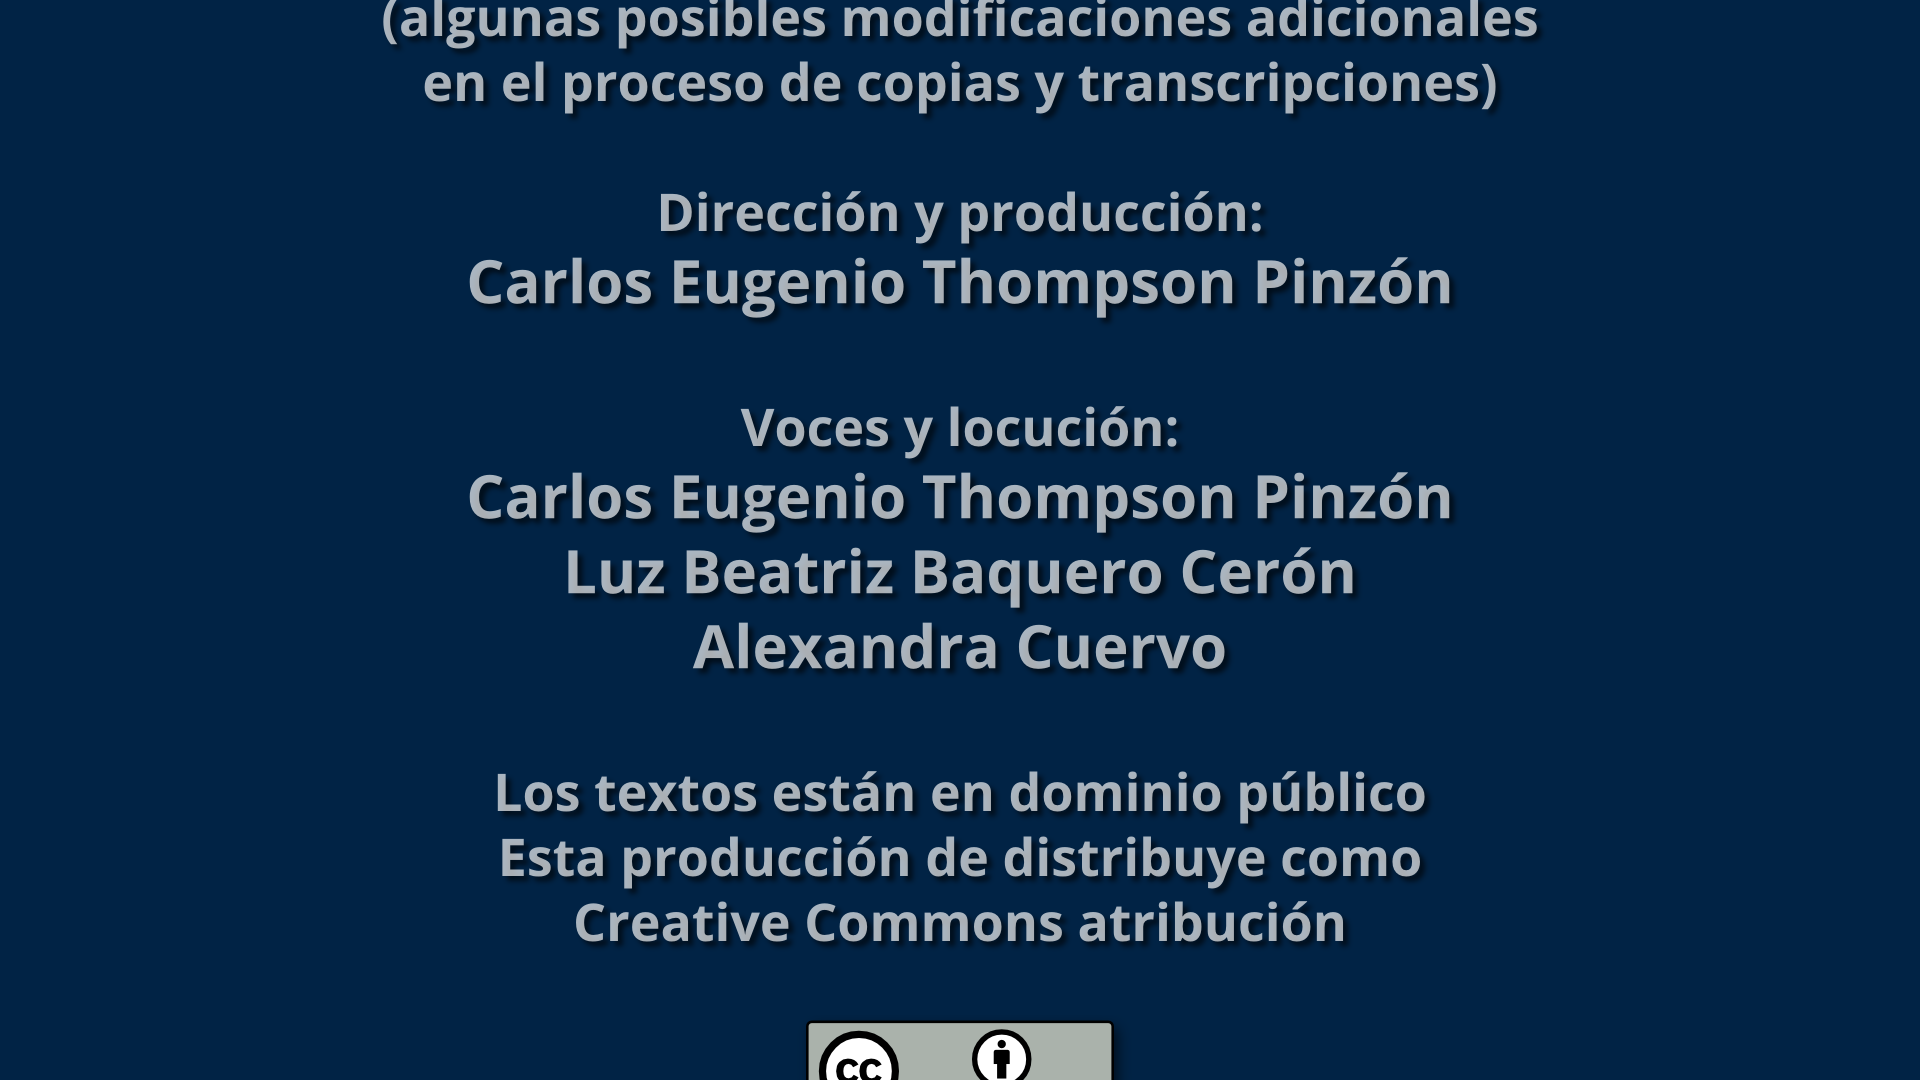 (algunas posibles modificaciones adicionales
en el proceso de copias y transcripciones)
Dirección y producción:
Carlos Eugenio Thompson Pinzón
Voces y locución:
Carlos Eugenio Thompson Pinzón
Luz Beatriz Baquero Cerón
Alexandra Cuervo
Los textos están en dominio público
Esta producción de distribuye como
Creative Commons atribución
cc